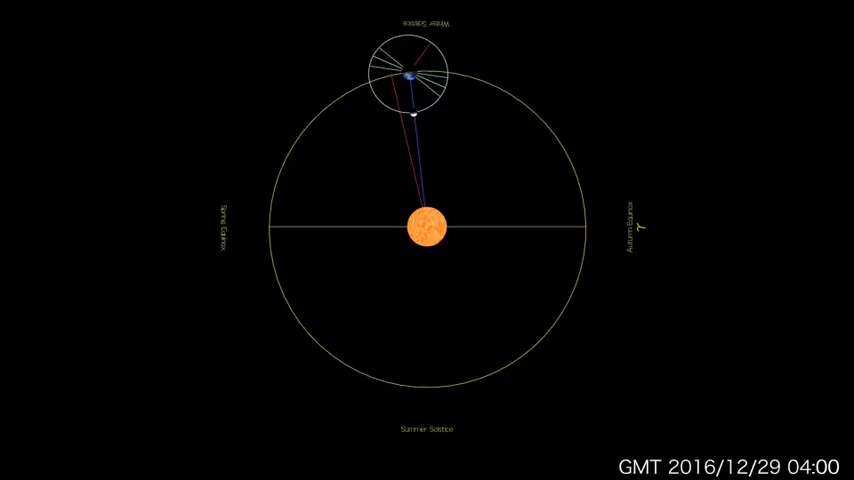 Winter Solstice
Spring Equinox
Autumn Equinox
Summer Solstice
GMT 2016/12/29 04:00